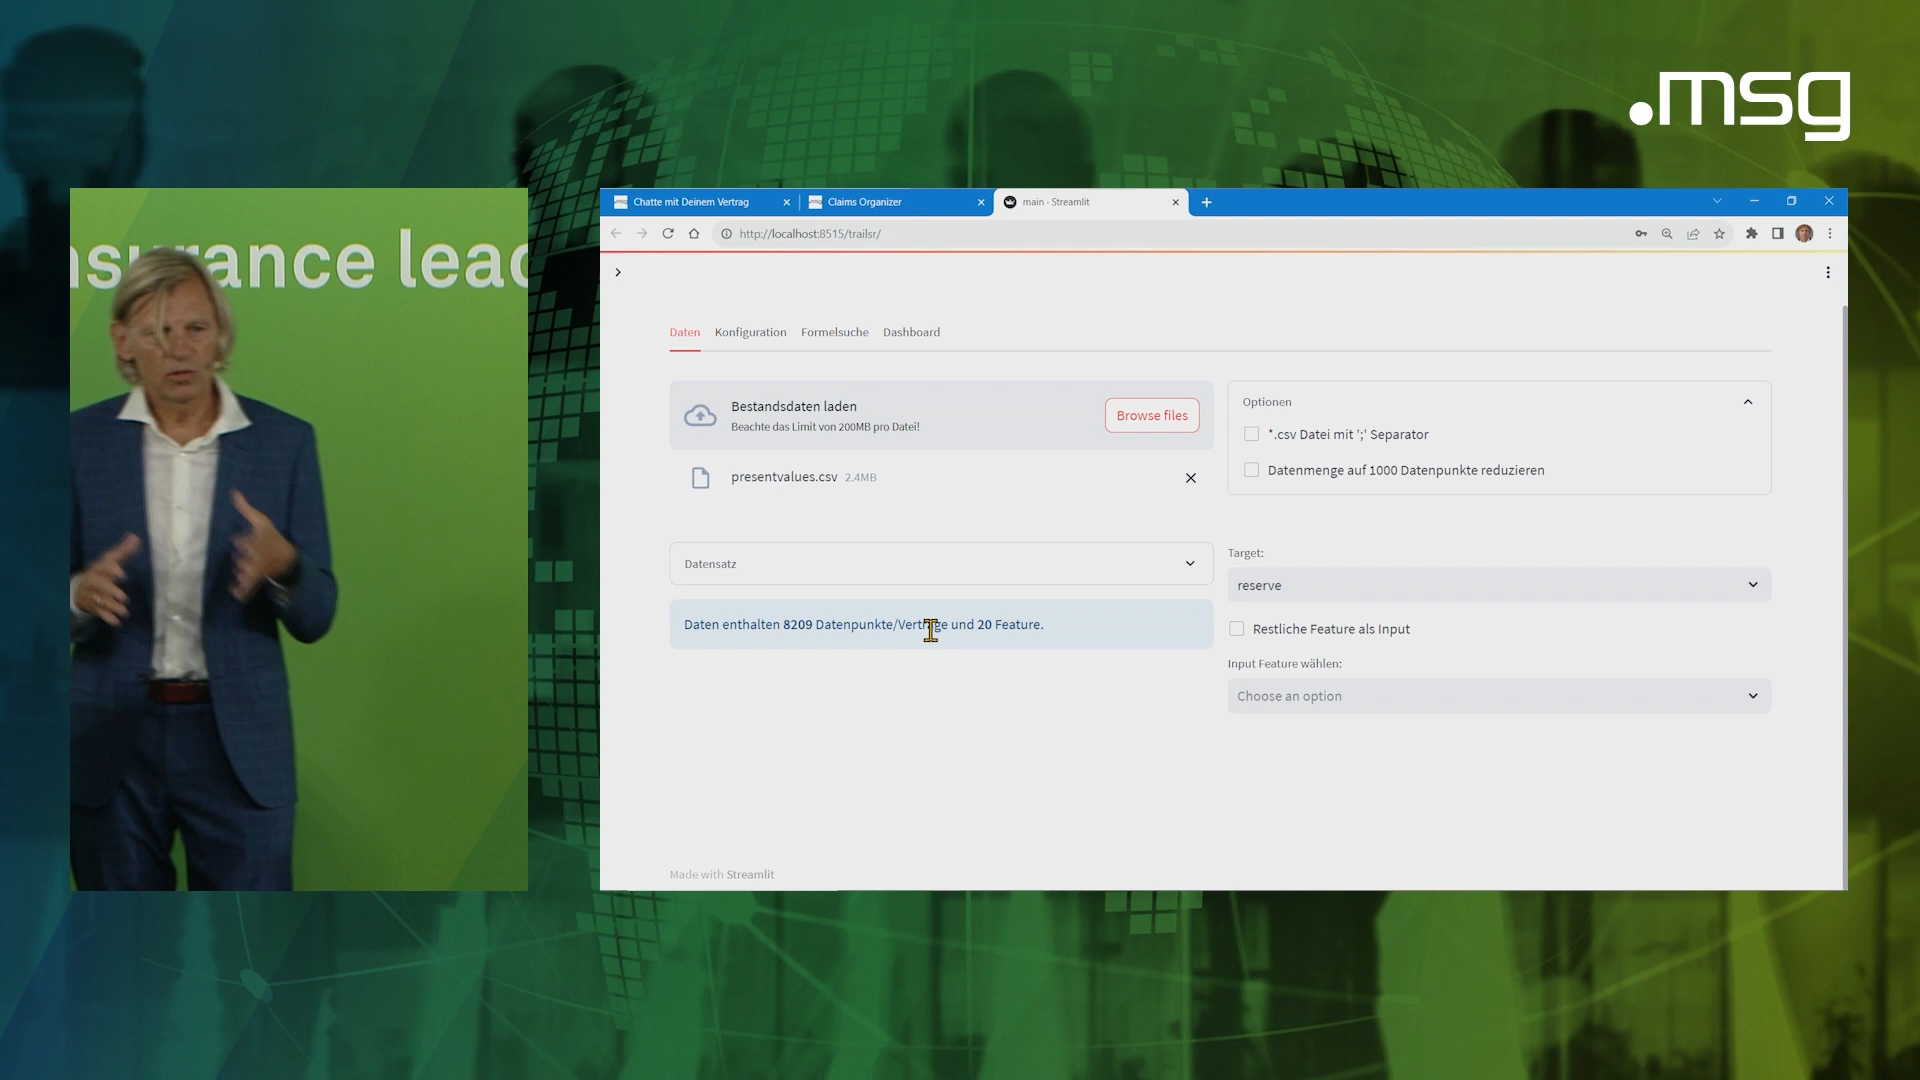 .msg
nsurance leac
Chatte mit Deinem Vertrag
Claims Organizer
main · Streamlit
http://localhost:8515/trailsr/
Daten
Konfiguration
Formelsuche
Dashboard
Bestandsdaten laden
Beachte das Limit von 200MB pro Datei!
Browse files
presentvalues.csv 2.4MB
Optionen
*.csv Datei mit ';' Separator
Datenmenge auf 1000 Datenpunkte reduzieren
Datensatz
Daten enthalten 8209 Datenpunkte/Verträge und 20 Feature.
Target:
reserve
Restliche Feature als Input
Input Feature wählen:
Choose an option
Made with Streamlit